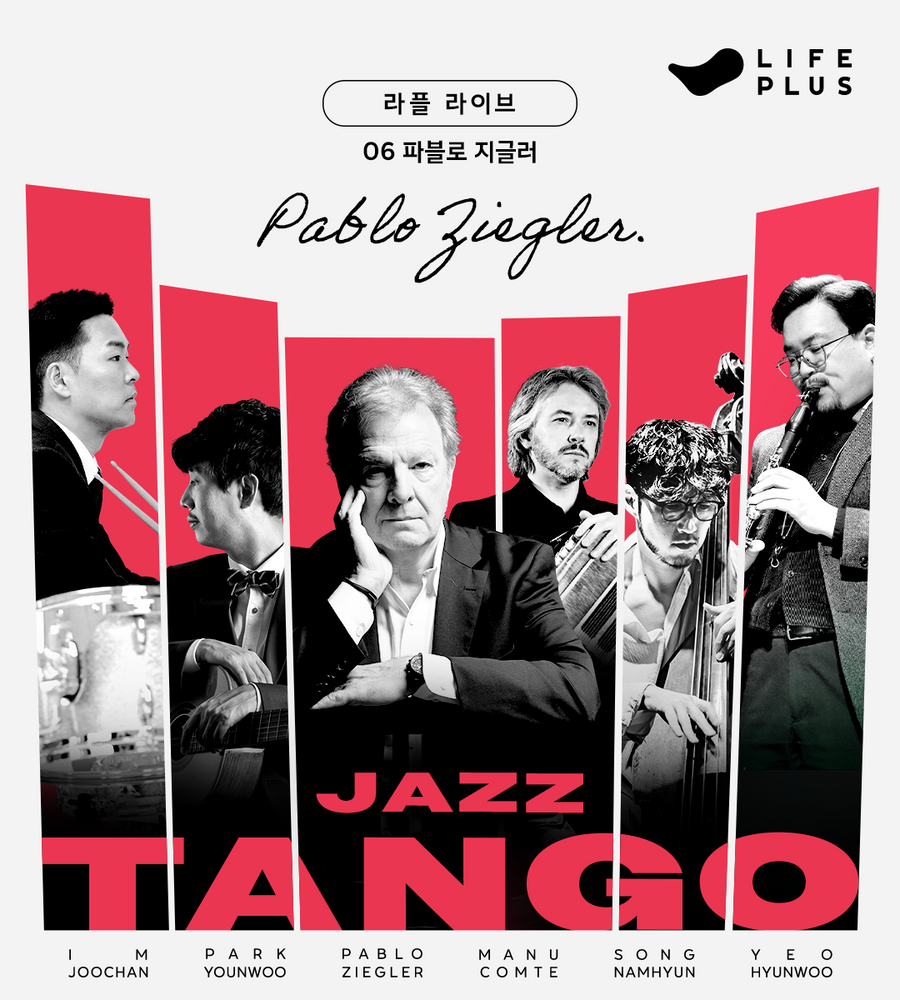 LIFE
PLUS
라플 라이브
06 파블로 지글러
Pablo Ziegler.
JAZZ
TANGO
IM JOOCHAN
PARK YOUNWOO
PABLO ZIEGLER
MANU COMTE
SONG NAMHYUN
YEO HYUNWOO